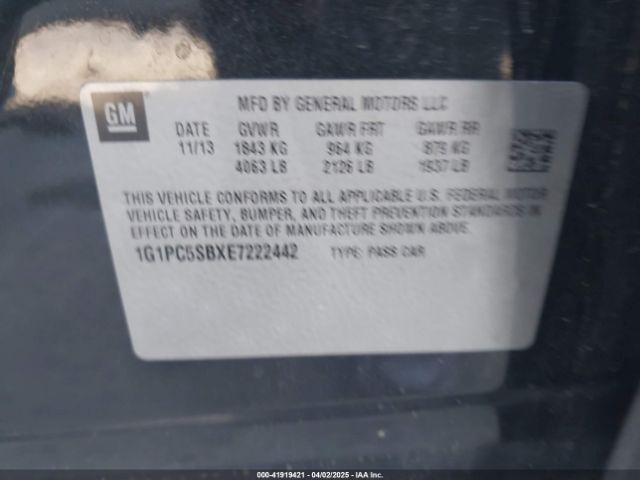 GM
MFD BY GENERAL MOTORS LLC
DATE GVWR GAWR FRT GAWR RR
11/13 1843 KG 964 KG 879 KG
4063 LB 2126 LB 1937 LB
THIS VEHICLE CONFORMS TO ALL APPLICABLE U.S. FEDERAL MOTOR
VEHICLE SAFETY, BUMPER, AND THEFT PREVENTION STANDARDS IN
EFFECT ON THE DATE OF MANUFACTURE SHOWN ABOVE.
1G1PC5SBXE7222442 TYPE: PASS CAR
000-41919421 - 04/02/2025 - IAAI, Inc.